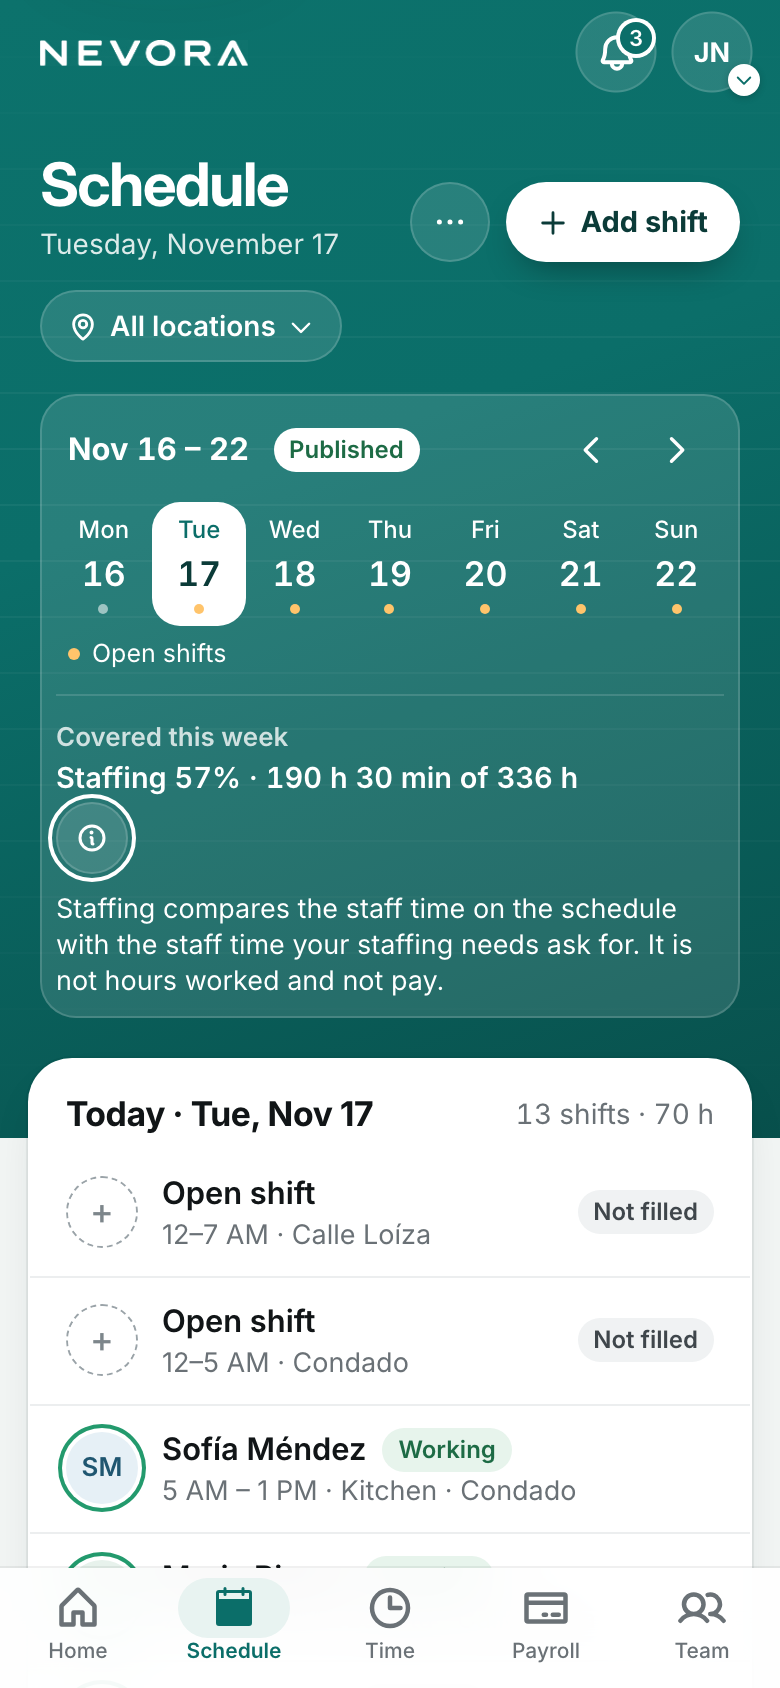 NEVORA
3
JN
Schedule
Tuesday, November 17
Add shift
All locations
Nov 16 – 22
Published
Mon Tue Wed Thu Fri Sat Sun
16 17 18 19 20 21 22
Open shifts
Covered this week
Staffing 57% · 190 h 30 min of 336 h
Staffing compares the staff time on the schedule
with the staff time your staffing needs ask for. It is
not hours worked and not pay.
Today · Tue, Nov 17
13 shifts · 70 h
Open shift
12–7 AM · Calle Loíza
Not filled
Open shift
12–5 AM · Condado
Not filled
SM
Sofía Méndez
Working
5 AM – 1 PM · Kitchen · Condado
Home
Schedule
Time
Payroll
Team